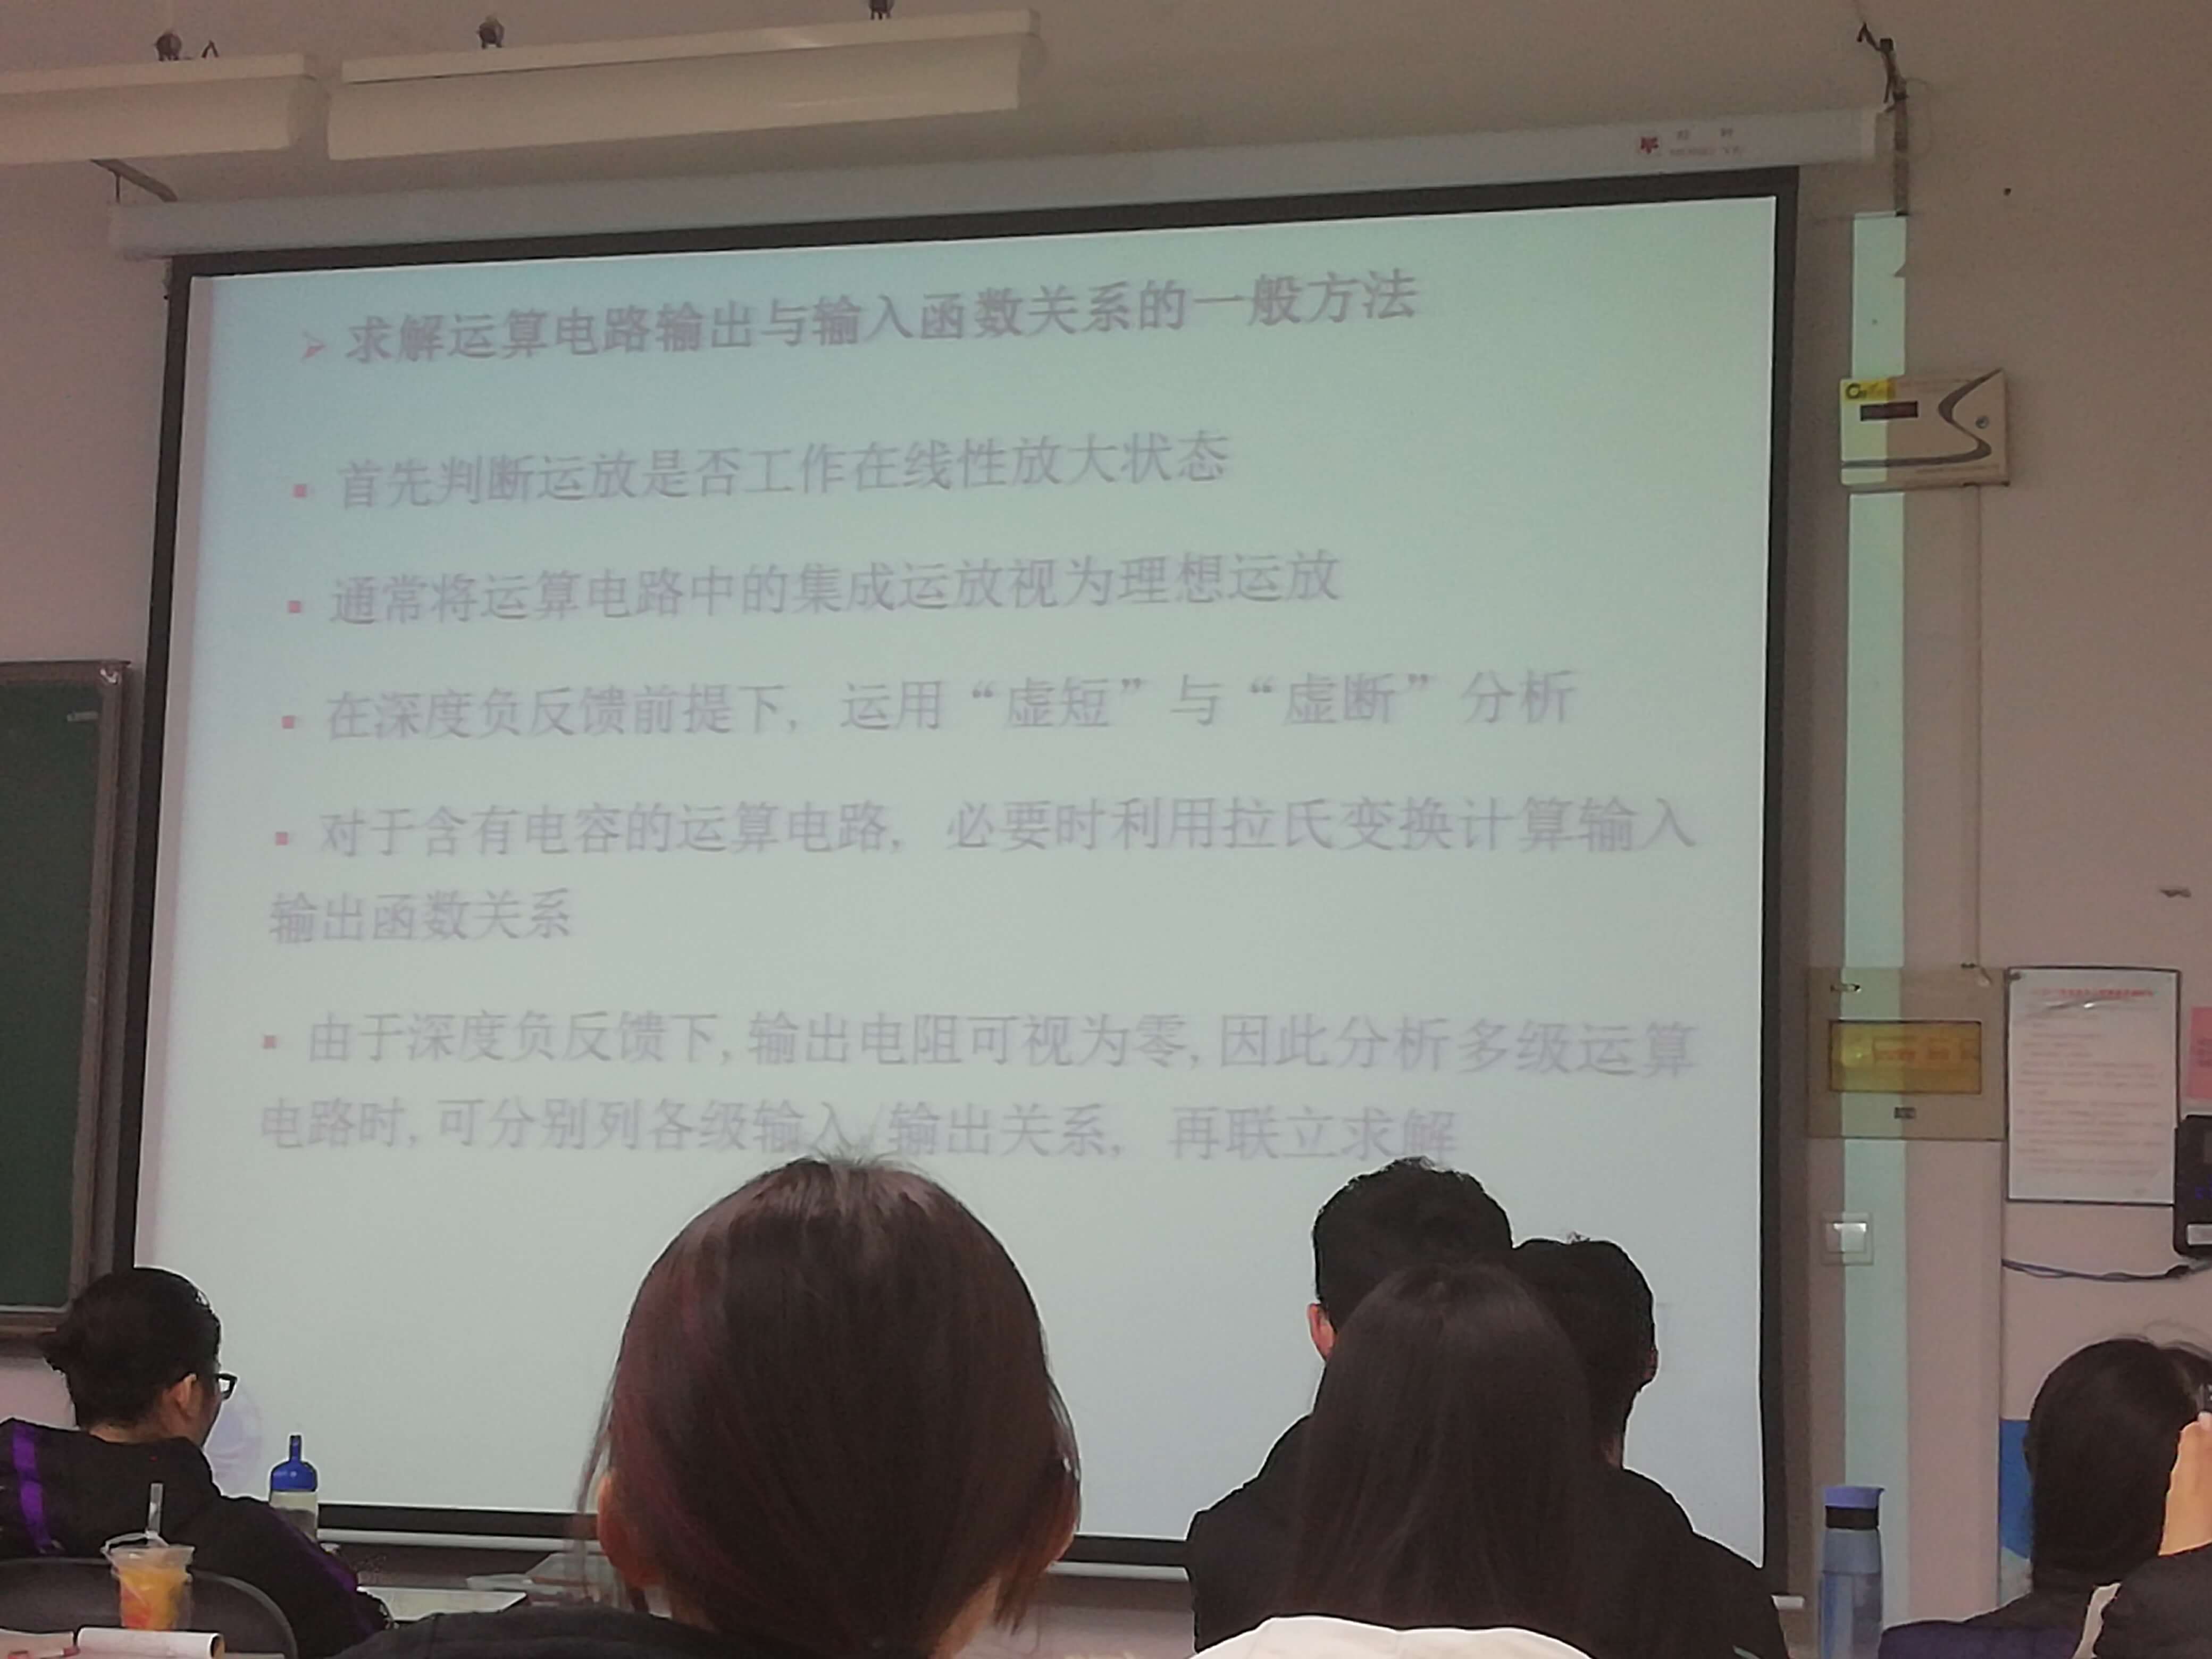 ➢ 求解运算电路输出与输入函数关系的一般方法
▪ 首先判断运放是否工作在线性放大状态
▪ 通常将运算电路中的集成运放视为理想运放
▪ 在深度负反馈前提下，运用“虚短”与“虚断”分析
▪ 对于含有电容的运算电路，必要时利用拉氏变换计算输入
输出函数关系
▪ 由于深度负反馈下,输出电阻可视为零,因此分析多级运算
电路时,可分别列各级输入/输出关系，再联立求解